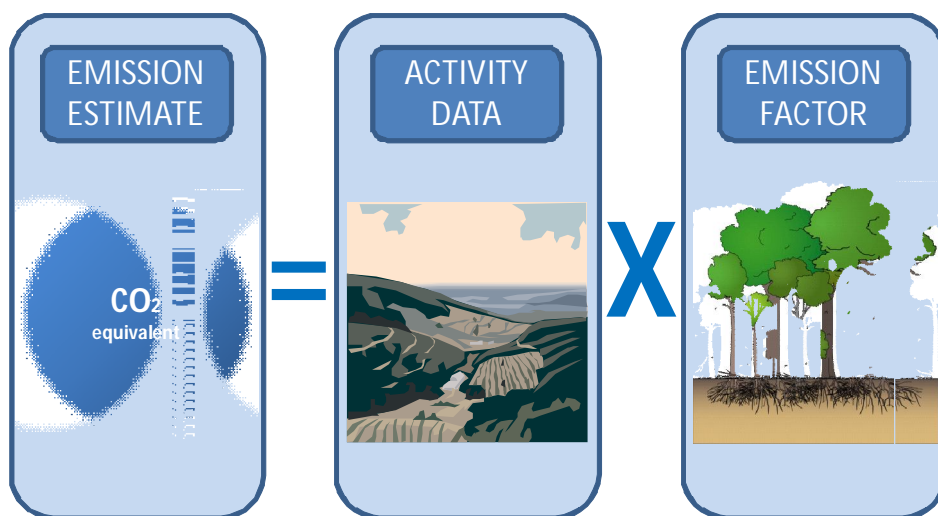 EMISSION
ESTIMATE
CO₂
equivalent
=
ACTIVITY
DATA
X
EMISSION
FACTOR